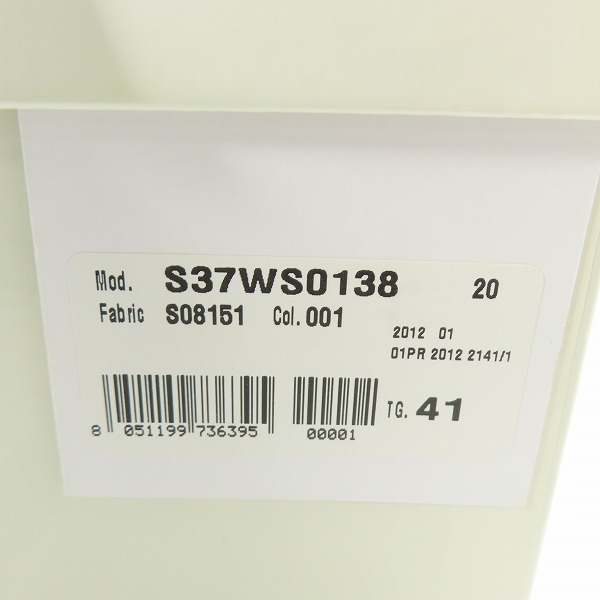 Mod. S37WS0138 20
Fabric S08151 Col. 001
2012 01
01PR 2012 2141/1
TG. 41
8 051199 736395 00001